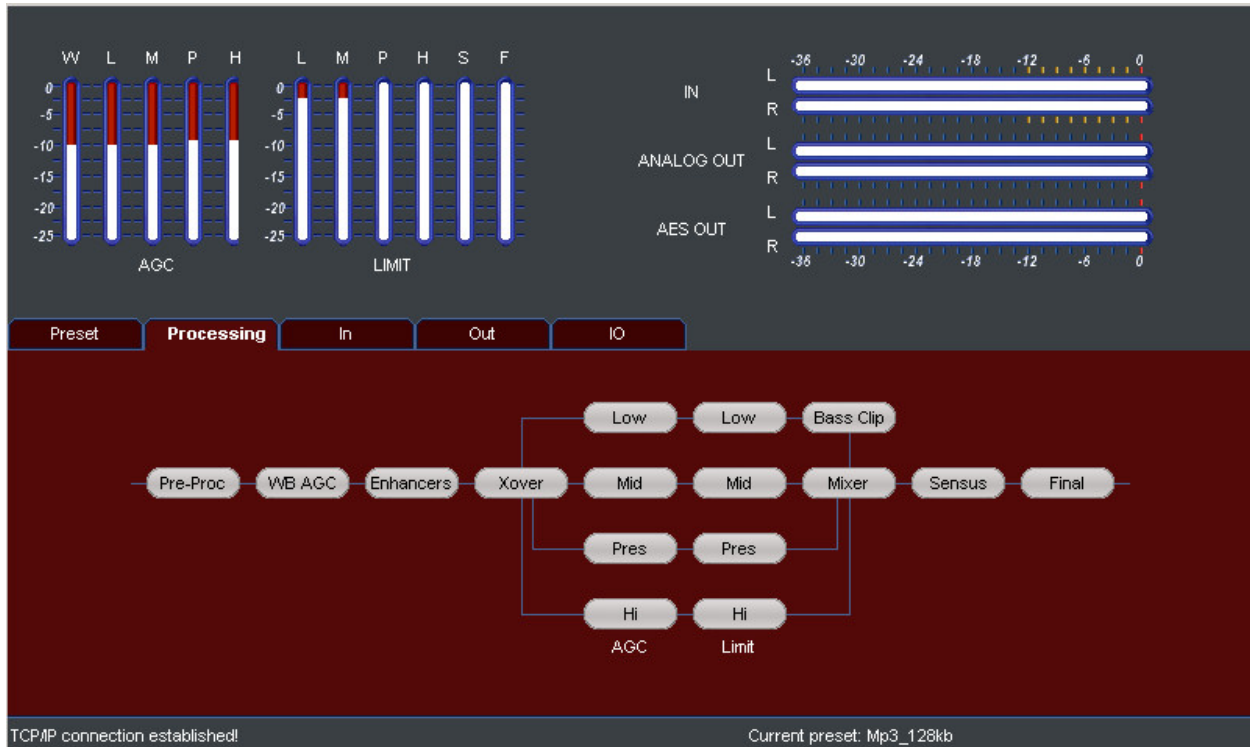 W L M P H
L M P H S F
0
-5
-10
-15
-20
-25
0
-5
-10
-15
-20
-25
AGC
LIMIT
-36 -30 -24 -18 -12 -6 0
IN
L
R
ANALOG OUT
L
R
AES OUT
L
R
-36 -30 -24 -18 -12 -6 0
Preset Processing In Out IO
Low Low Bass Clip
Pre-Proc WB AGC Enhancers Xover Mid Mid Mixer Sensus Final
Pres Pres
Hi Hi
AGC Limit
TCP/IP connection established! Current preset: Mp3_128kb